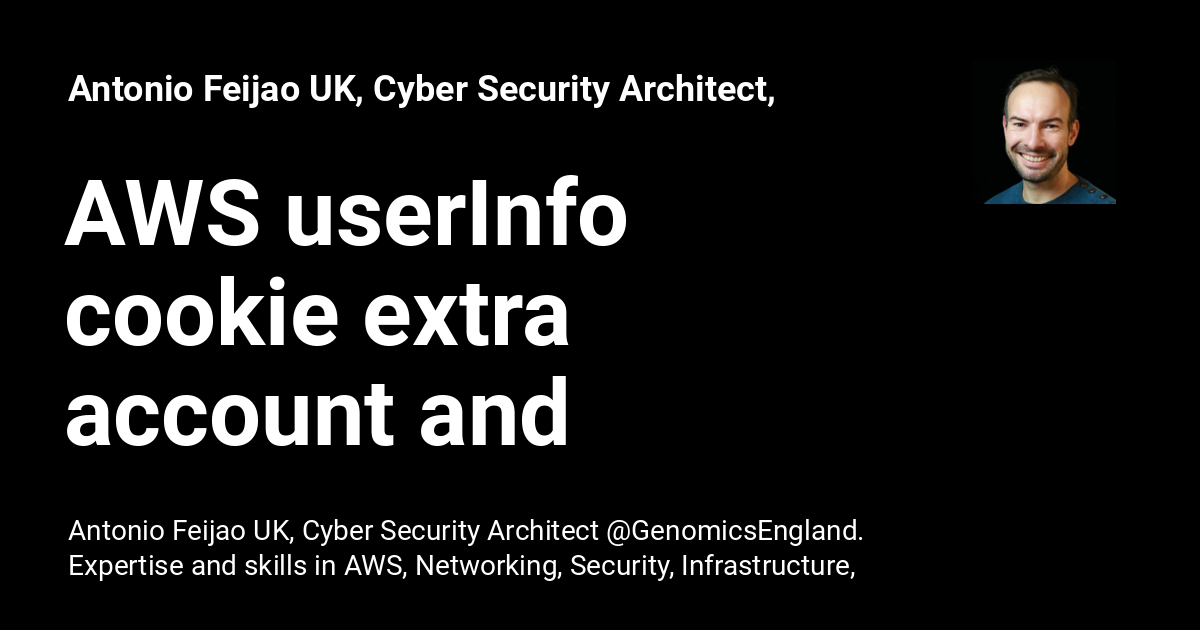 Antonio Feijao UK, Cyber Security Architect,
AWS userInfo
cookie extra
account and
Antonio Feijao UK, Cyber Security Architect @GenomicsEngland.
Expertise and skills in AWS, Networking, Security, Infrastructure,